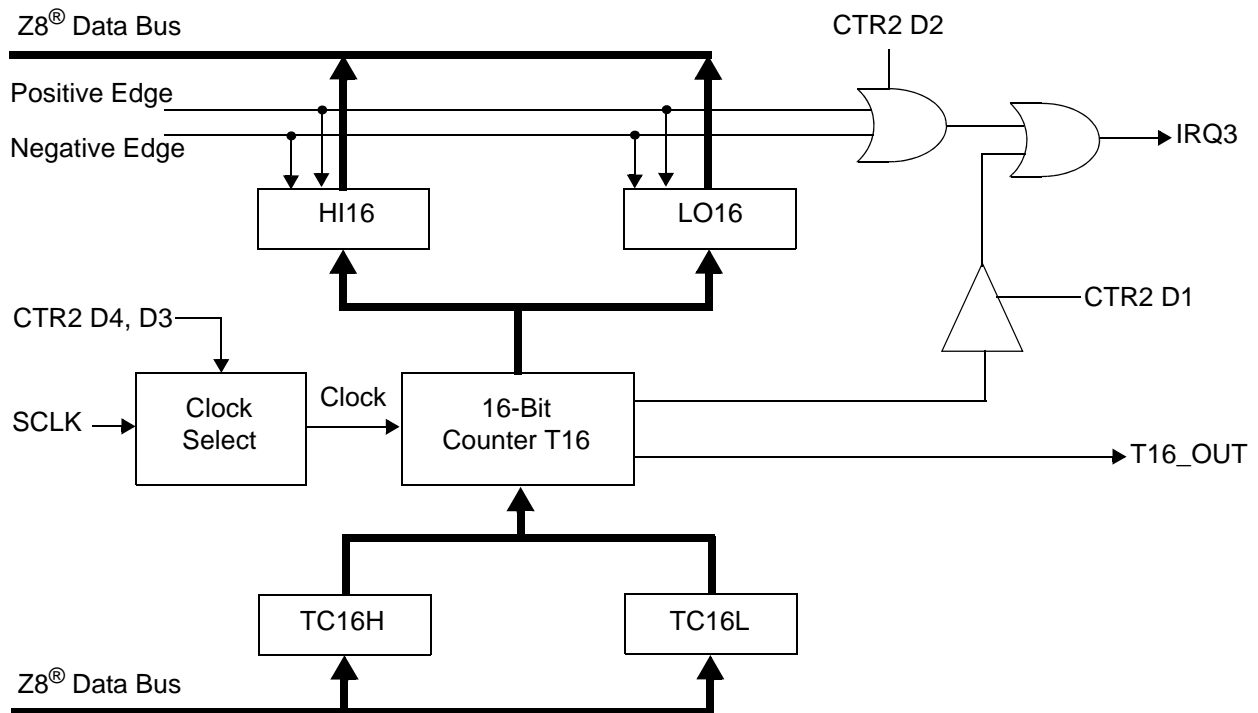 Z8® Data Bus
CTR2 D2
Positive Edge
Negative Edge
IRQ3
HI16
LO16
CTR2 D4, D3
CTR2 D1
SCLK
Clock
Select
Clock
16-Bit
Counter T16
T16_OUT
TC16H
TC16L
Z8® Data Bus